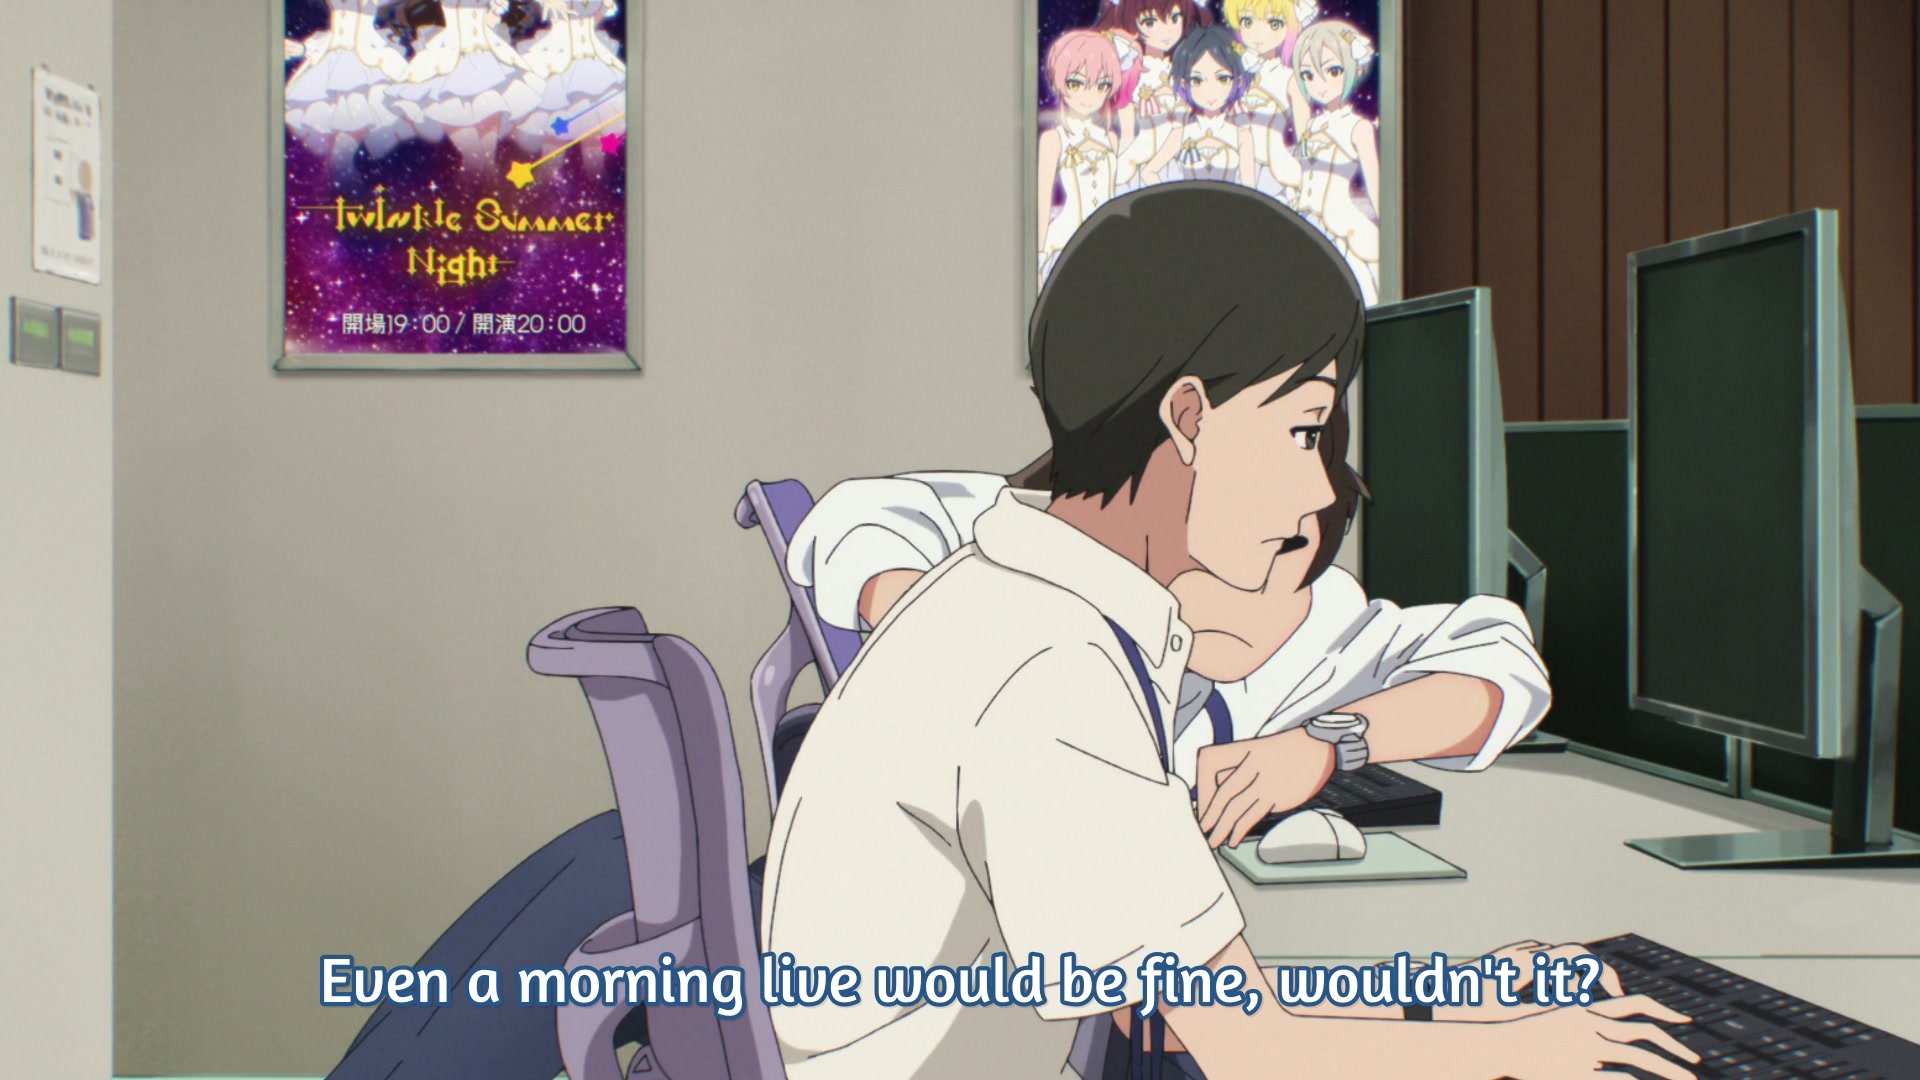 Twinkle Summer
Night
開場19:00 / 開演20:00
Even a morning live would be fine, wouldn't it?